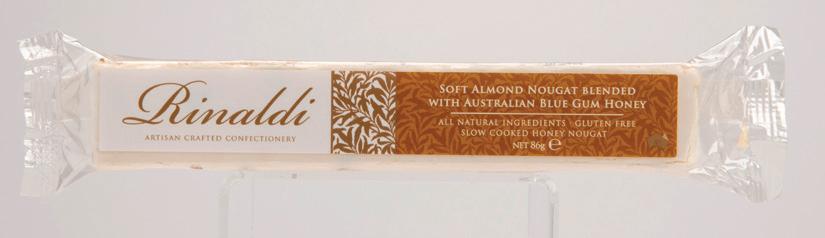 Rinaldi
ARTISAN CRAFTED CONFECTIONERY
SOFT ALMOND NOUGAT BLENDED
WITH AUSTRALIAN BLUE GUM HONEY
ALL NATURAL INGREDIENTS · GLUTEN FREE
SLOW COOKED HONEY NOUGAT
NET 86g ℮